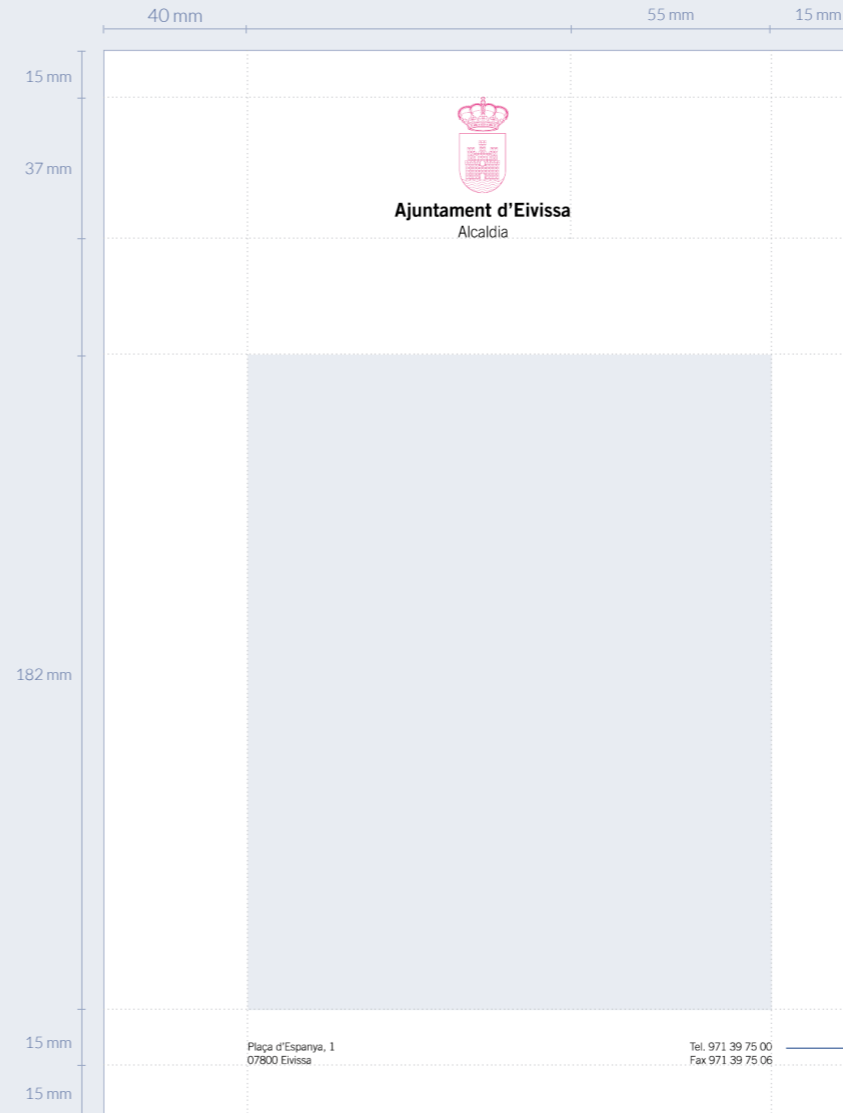 40 mm
55 mm
15 mm
15 mm
37 mm
Ajuntament d'Eivissa
Alcaldia
182 mm
15 mm
Plaça d'Espanya, 1
07800 Eivissa
Tel. 971 39 75 00
Fax 971 39 75 06
15 mm